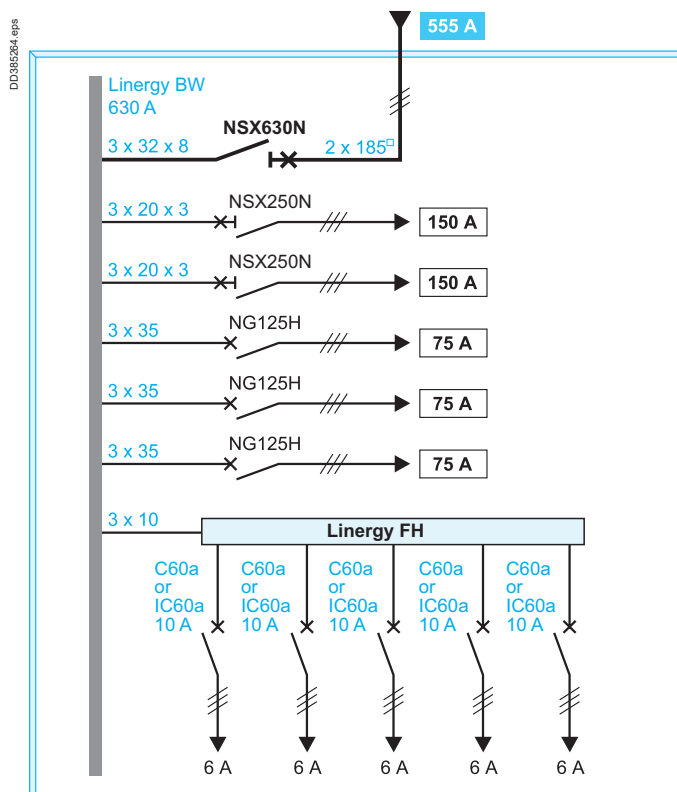 DD385264.eps
555 A
Linergy BW
630 A
NSX630N
3 x 32 x 8
2 x 185□
NSX250N
3 x 20 x 3
150 A
NSX250N
3 x 20 x 3
150 A
NG125H
3 x 35
75 A
NG125H
3 x 35
75 A
NG125H
3 x 35
75 A
3 x 10
Linergy FH
C60a
or
IC60a
10 A
C60a
or
IC60a
10 A
C60a
or
IC60a
10 A
C60a
or
IC60a
10 A
C60a
or
IC60a
10 A
6 A
6 A
6 A
6 A
6 A